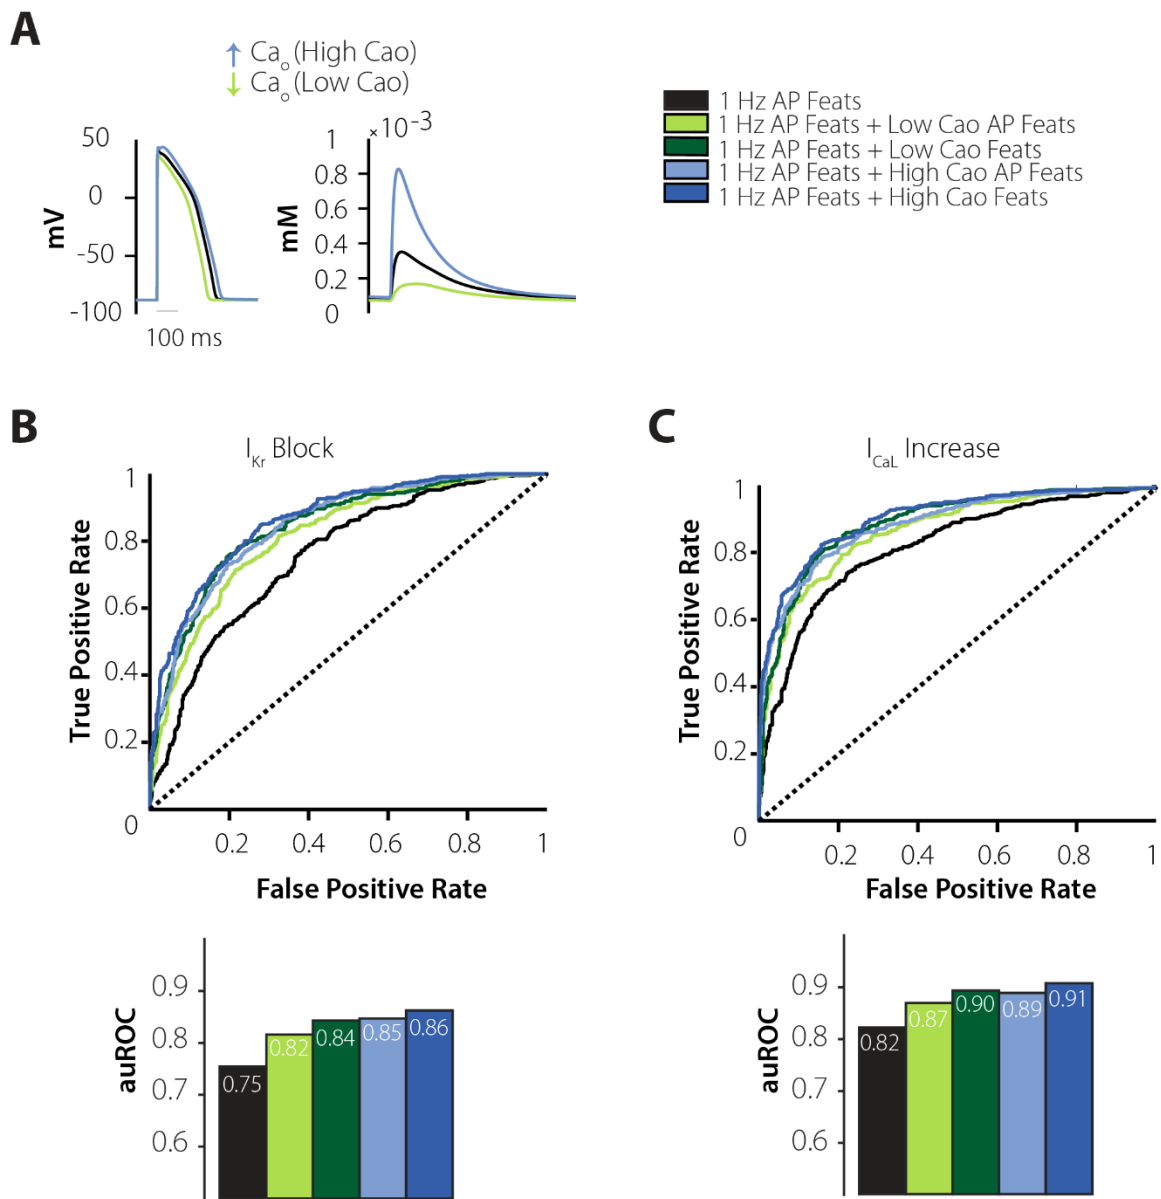 A
↑ Ca_o (High Cao)
↓ Ca_o (Low Cao)
50
0
-50
-100
mV
100 ms
×10⁻³
1
0.8
0.6
0.4
0.2
0
mM
1 Hz AP Feats
1 Hz AP Feats + Low Cao AP Feats
1 Hz AP Feats + Low Cao Feats
1 Hz AP Feats + High Cao AP Feats
1 Hz AP Feats + High Cao Feats
B
I_Kr Block
1
0.8
0.6
0.4
0.2
0
True Positive Rate
0.2 0.4 0.6 0.8 1
False Positive Rate
0.9
0.8
0.7
0.6
auROC
0.75 0.82 0.84 0.85 0.86
C
I_CaL Increase
1
0.8
0.6
0.4
0.2
0
True Positive Rate
0.2 0.4 0.6 0.8 1
False Positive Rate
0.9
0.8
0.7
0.6
auROC
0.82 0.87 0.90 0.89 0.91